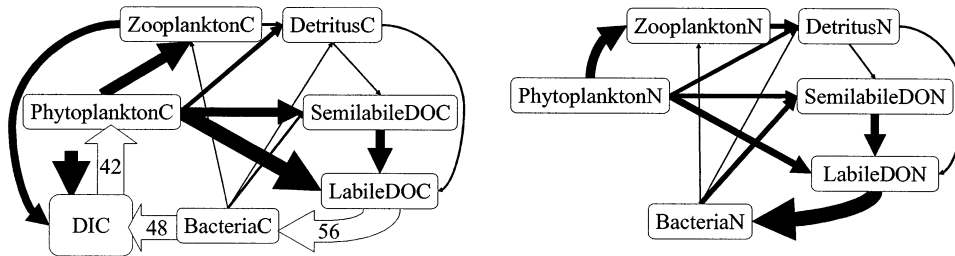 ZooplanktonC
DetritusC
PhytoplanktonC
SemilabileDOC
42
LabileDOC
DIC
48
BacteriaC
56
ZooplanktonN
DetritusN
PhytoplanktonN
SemilabileDON
LabileDON
BacteriaN